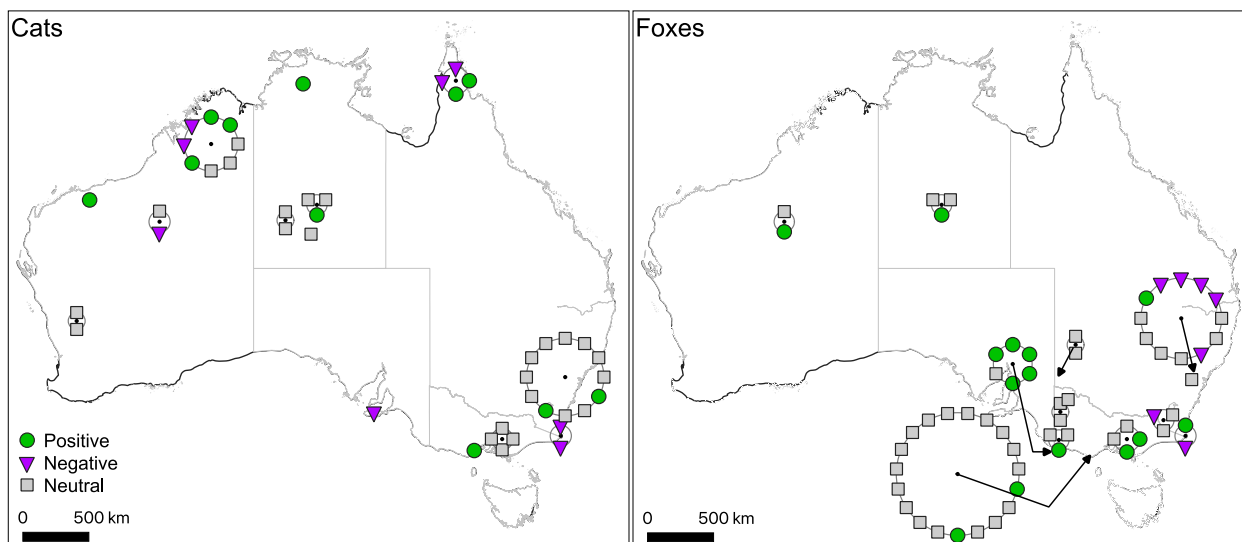 Cats
Foxes
Positive
Negative
Neutral
0 500 km
0 500 km